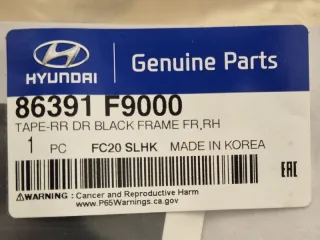 HYUNDAI
Genuine Parts
86391 F9000
TAPE-RR DR BLACK FRAME FR,RH
1 PC FC20 SLHK MADE IN KOREA
EAC
WARNING : Cancer and Reproductive Harm
www.P65Warnings.ca.gov